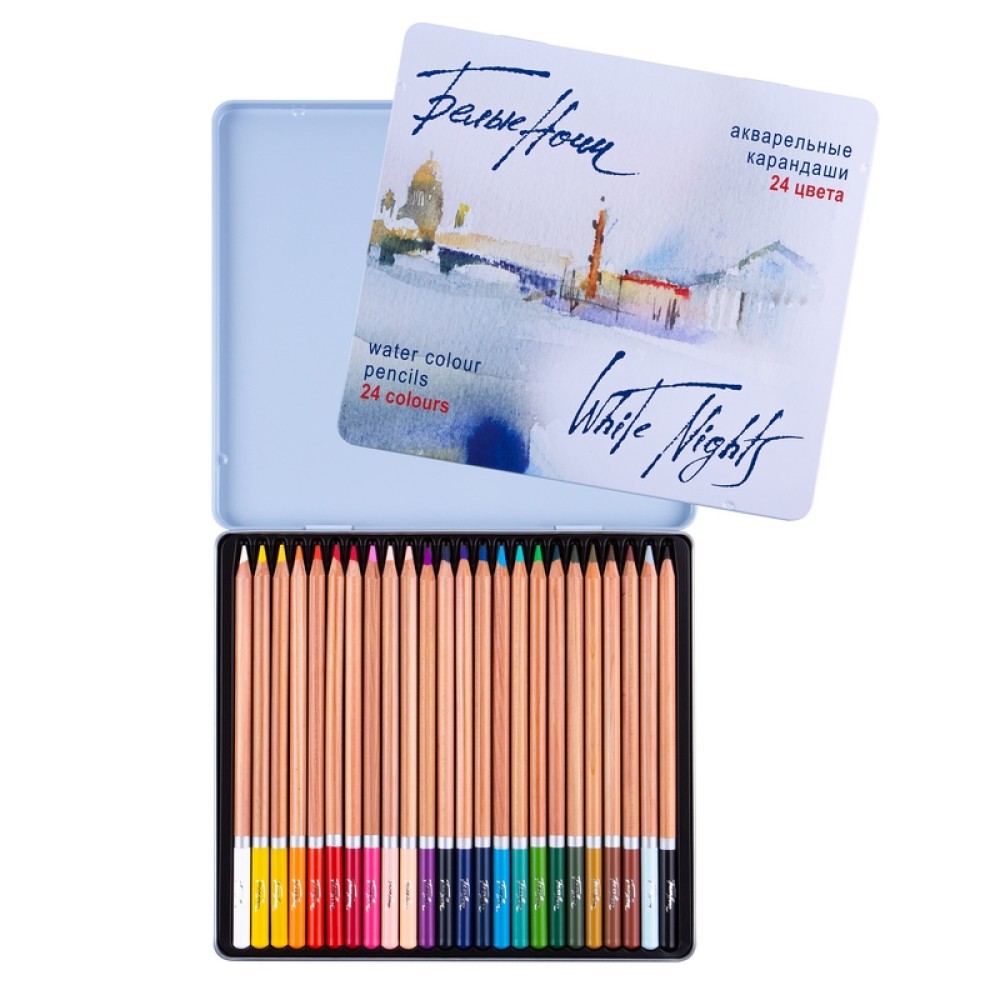 Белые Ночи
акварельные
карандаши
24 цвета
water colour
pencils
24 colours
White Nights